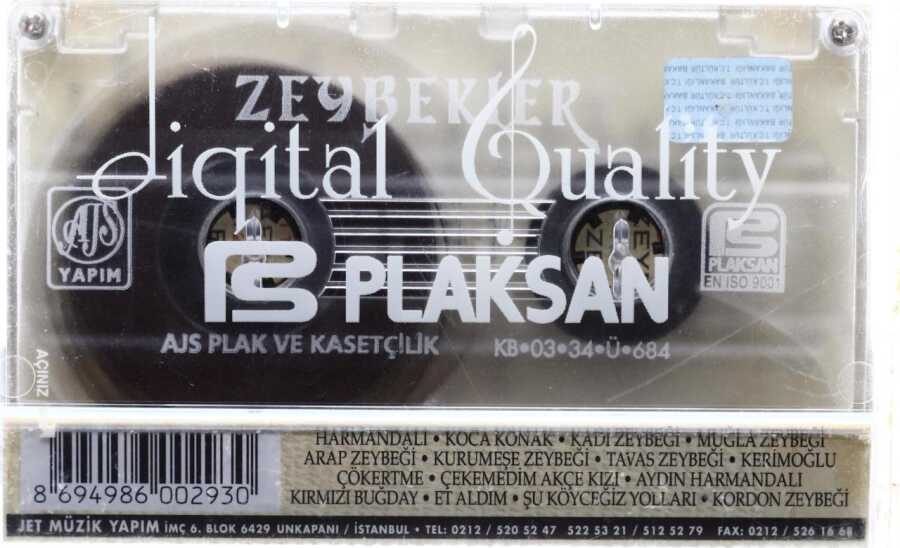 ZEYBEKLER
T.C.KÜLTÜR BAKANLIĞI
Digital Quality
AJS
YAPIM
PLAKSAN
PLAKSAN
EN ISO 9001
AJS PLAK VE KASETÇİLİK
KB•03•34•Ü•684
AÇINIZ
HARMANDALI • KOCA KONAK • KADI ZEYBEĞİ • MUĞLA ZEYBEĞİ
ARAP ZEYBEĞİ • KURUMEŞE ZEYBEĞİ • TAVAS ZEYBEĞİ • KERİMOĞLU
ÇÖKERTME • ÇEKEMEDİM AKÇE KIZI • AYDIN HARMANDALI
KIRMIZI BUĞDAY • ET ALDIM • ŞU KÖYCEĞİZ YOLLARI • KORDON ZEYBEĞİ
8 694986 002930
JET MÜZİK YAPIM İMÇ 6. BLOK 6429 UNKAPANI / İSTANBUL • TEL: 0212 / 520 52 47 522 53 21 / 512 52 79 FAX: 0212 / 526 16 68